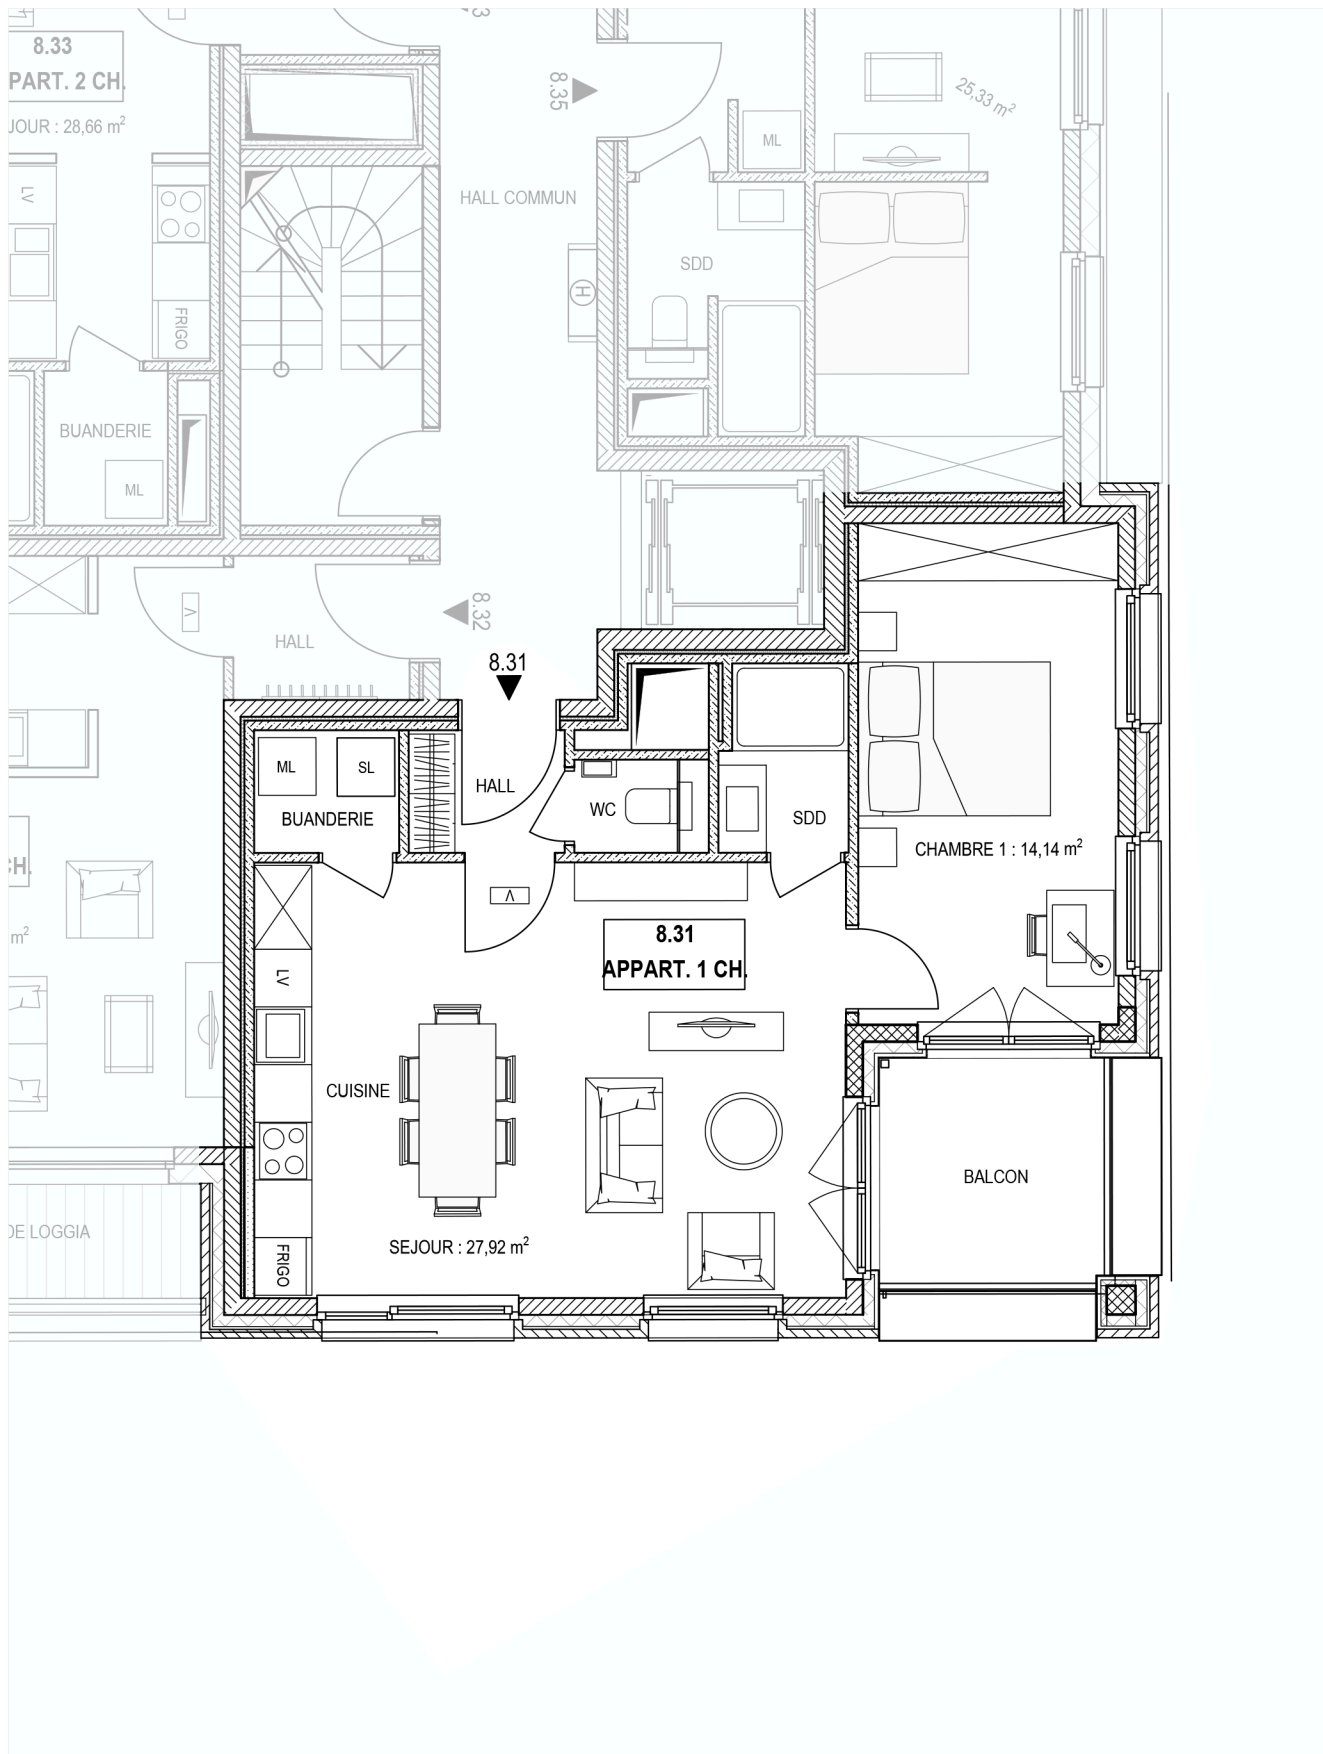 8.33
PART. 2 CH.
JOUR : 28,66 m²
LV
FRIGO
BUANDERIE
ML
8.35
HALL COMMUN
H
ML
25,33 m²
SDD
HALL
8.32
8.31
ML
SL
BUANDERIE
HALL
WC
SDD
CHAMBRE 1 : 14,14 m²
CH.
m²
LV
8.31
APPART. 1 CH.
CUISINE
SEJOUR : 27,92 m²
FRIGO
BALCON
DE LOGGIA